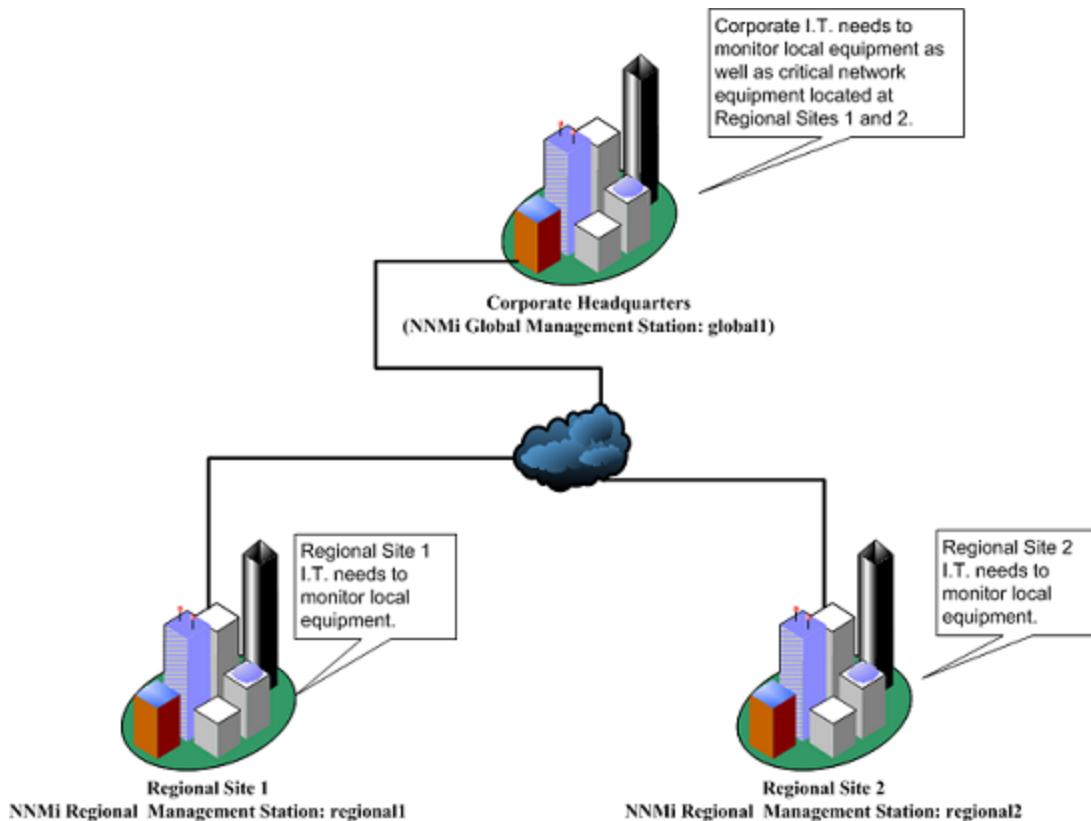 Corporate I.T. needs to
monitor local equipment as
well as critical network
equipment located at
Regional Sites 1 and 2.
Corporate Headquarters
(NNMi Global Management Station: global1)
Regional Site 1
I.T. needs to
monitor local
equipment.
Regional Site 2
I.T. needs to
monitor local
equipment.
Regional Site 1
NNMi Regional Management Station: regional1
Regional Site 2
NNMi Regional Management Station: regional2